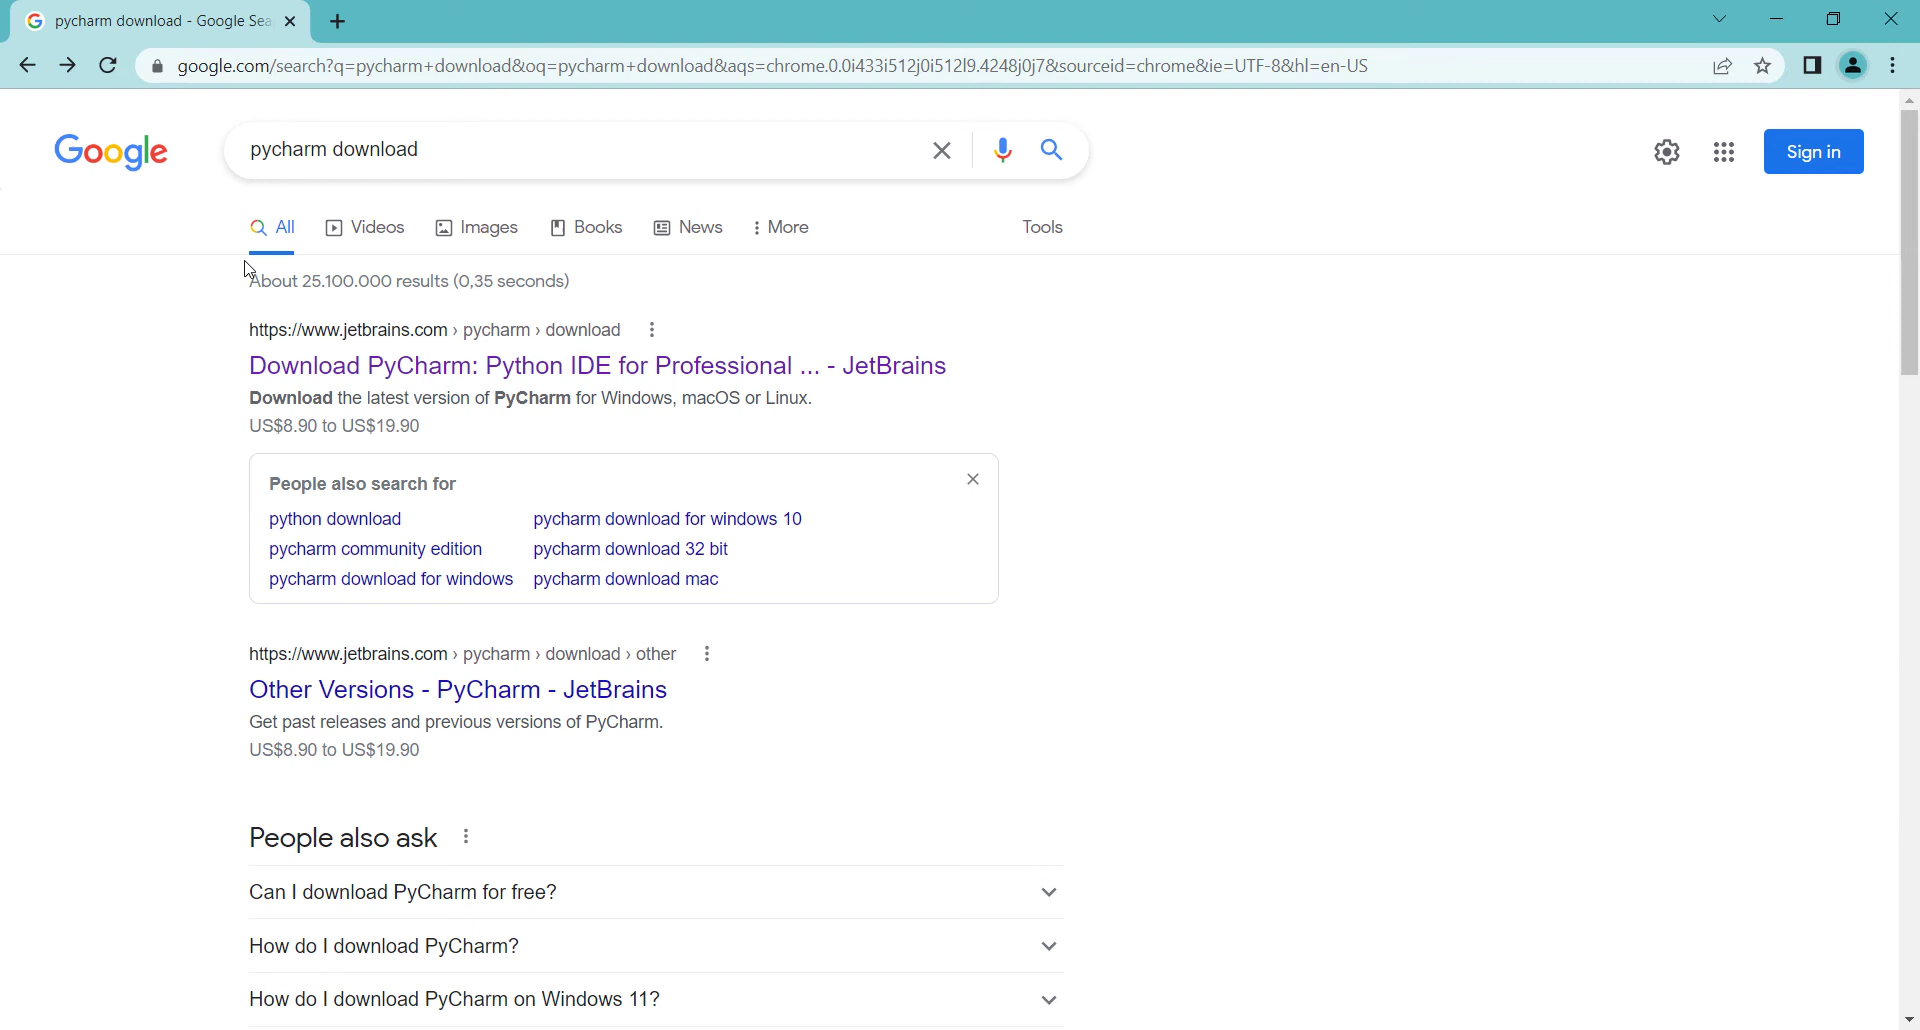 pycharm download - Google Sea
google.com/search?q=pycharm+download&oq=pycharm+download&aqs=chrome.0.0i433i512j0i512l9.4248j0j7&sourceid=chrome&ie=UTF-8&hl=en-US
Google
pycharm download
Sign in
All Videos Images Books News More Tools
About 25.100.000 results (0,35 seconds)
https://www.jetbrains.com › pycharm › download
Download PyCharm: Python IDE for Professional ... - JetBrains
Download the latest version of PyCharm for Windows, macOS or Linux.
US$8.90 to US$19.90
People also search for
python download pycharm download for windows 10
pycharm community edition pycharm download 32 bit
pycharm download for windows pycharm download mac
https://www.jetbrains.com › pycharm › download › other
Other Versions - PyCharm - JetBrains
Get past releases and previous versions of PyCharm.
US$8.90 to US$19.90
People also ask
Can I download PyCharm for free?
How do I download PyCharm?
How do I download PyCharm on Windows 11?